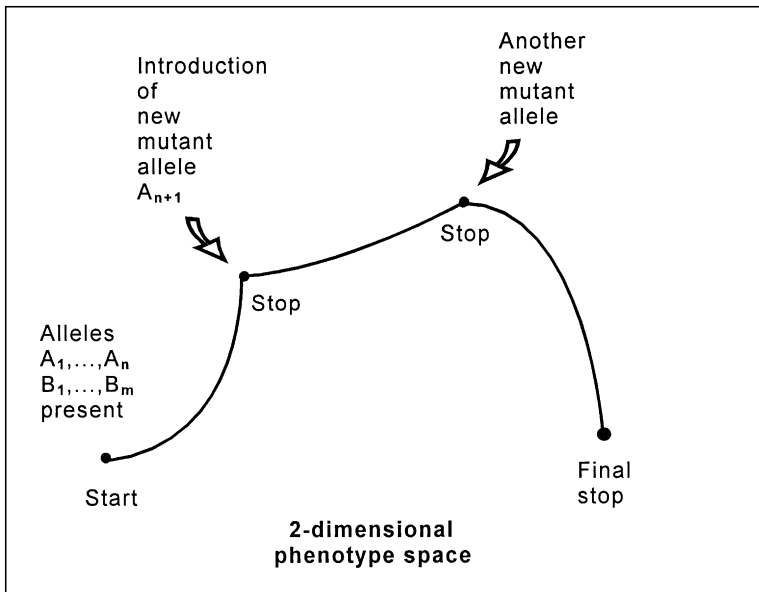 Introduction
of
new
mutant
allele
Aₙ₊₁
Another
new
mutant
allele
Stop
Stop
Alleles
A₁,...,Aₙ
B₁,...,Bₘ
present
Start
Final
stop
2-dimensional
phenotype space